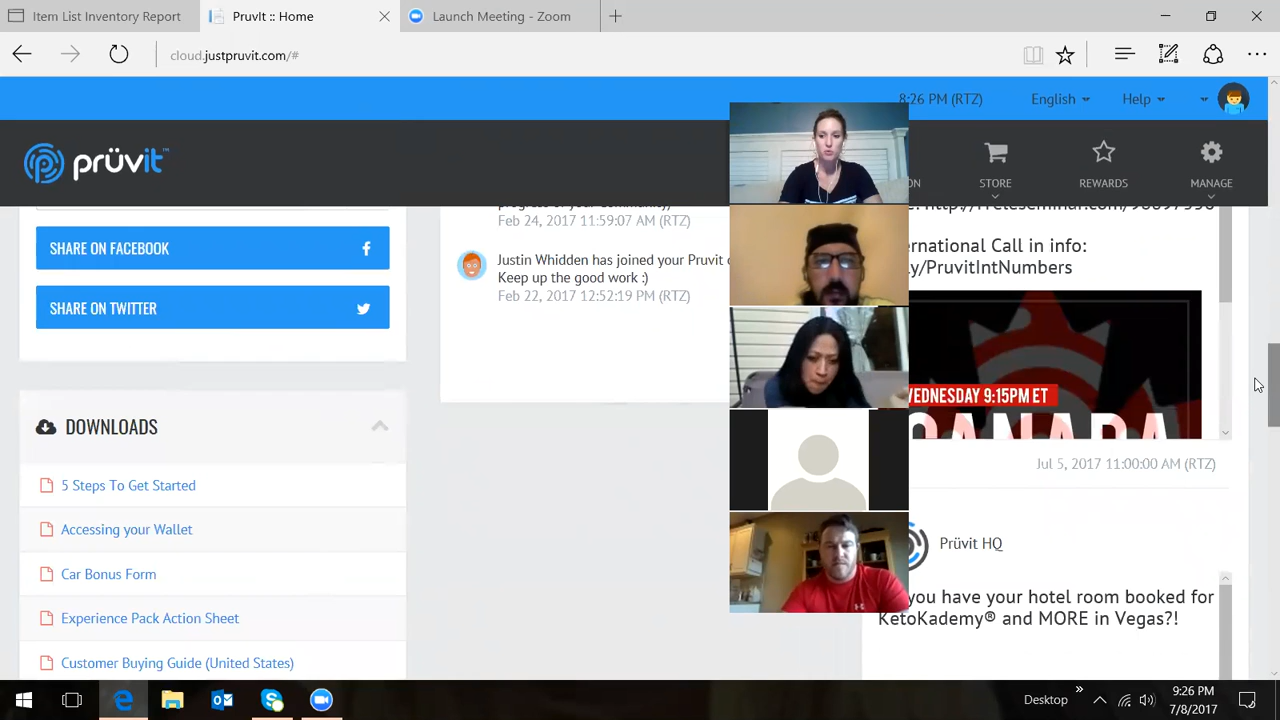 Item List Inventory Report
PruvIt :: Home
Launch Meeting - Zoom
cloud.justpruvit.com/#
8:26 PM (RTZ)
English
Help
prüvit™
ON
STORE
REWARDS
MANAGE
SHARE ON FACEBOOK
SHARE ON TWITTER
DOWNLOADS
5 Steps To Get Started
Accessing your Wallet
Car Bonus Form
Experience Pack Action Sheet
Customer Buying Guide (United States)
Feb 24, 2017 11:59:07 AM (RTZ)
Justin Whidden has joined your Pruvit
Keep up the good work :)
Feb 22, 2017 12:52:19 PM (RTZ)
ernational Call in info:
ly/PruvitIntNumbers
WEDNESDAY 9:15PM ET
CANADA
Jul 5, 2017 11:00:00 AM (RTZ)
Prüvit HQ
you have your hotel room booked for
KetoKademy® and MORE in Vegas?!
Desktop
9:26 PM
7/8/2017